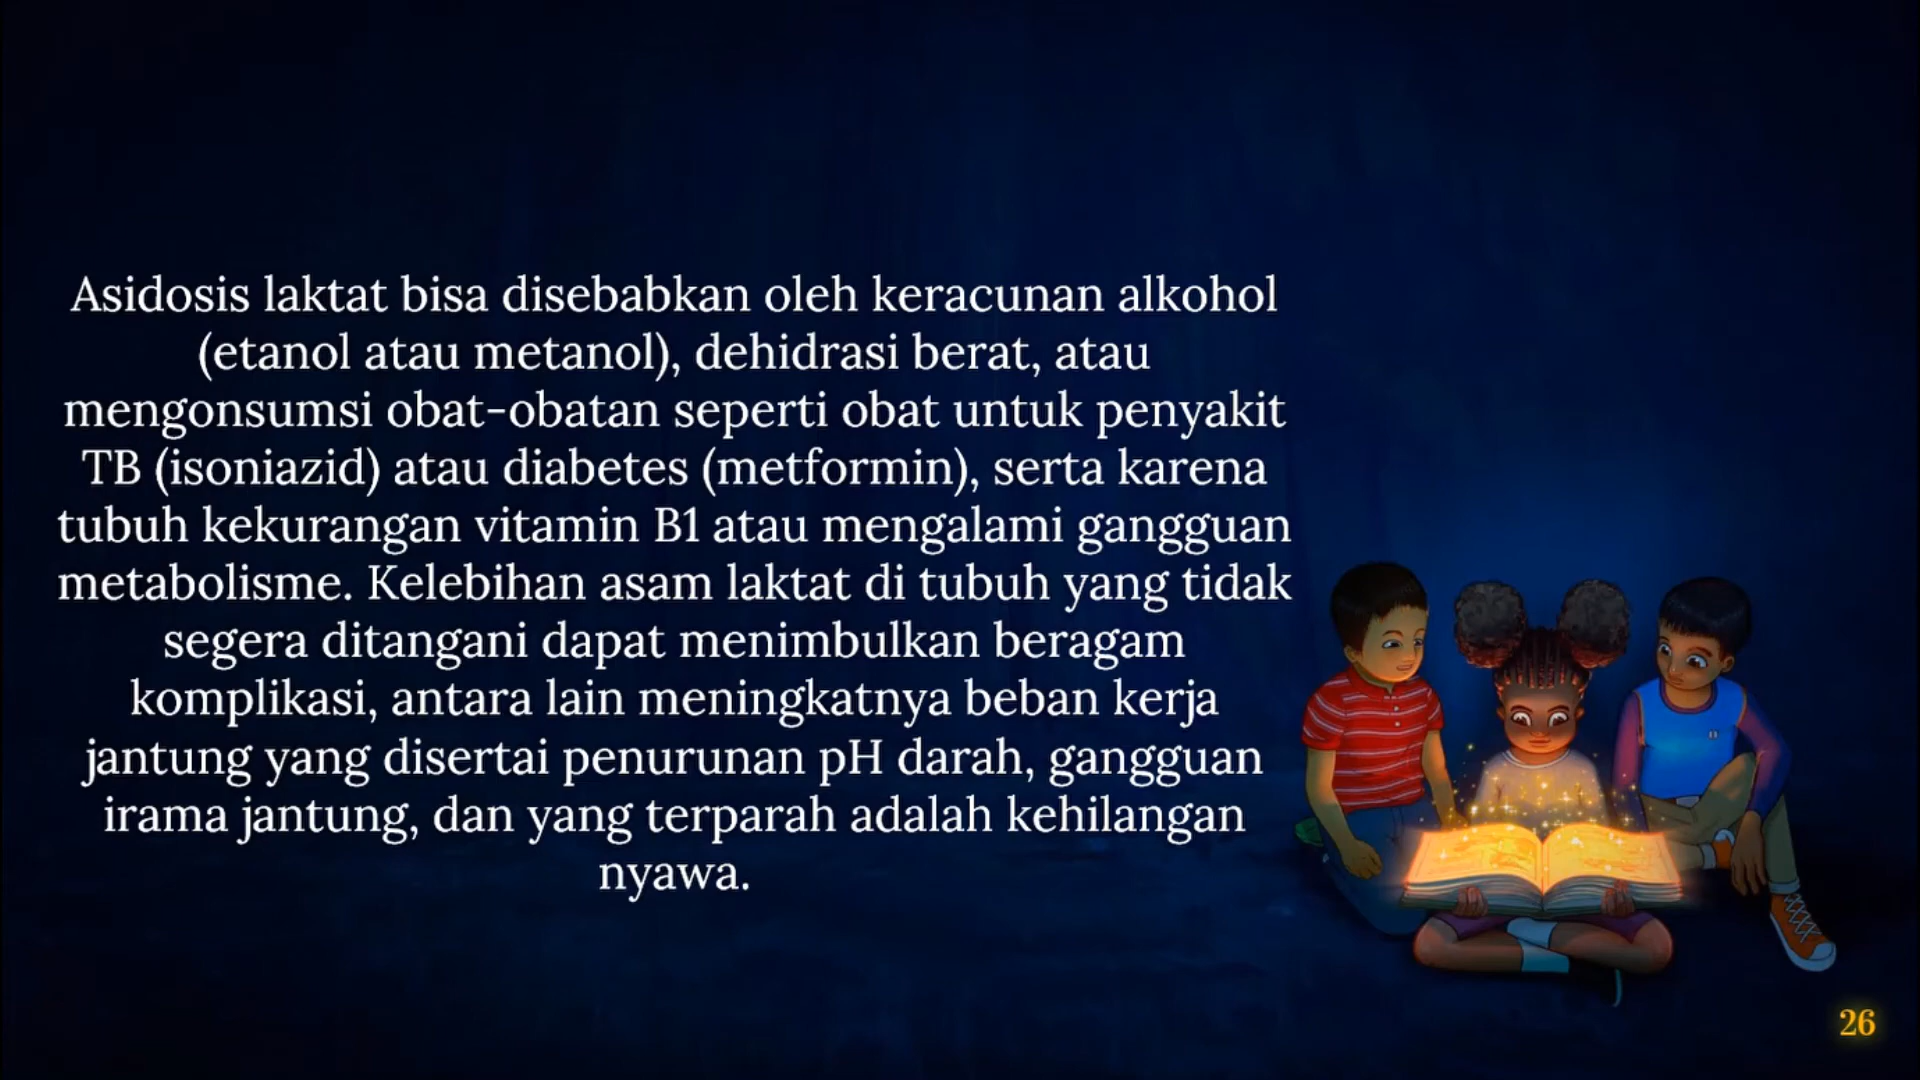 Asidosis laktat bisa disebabkan oleh keracunan alkohol
(etanol atau metanol), dehidrasi berat, atau
mengonsumsi obat-obatan seperti obat untuk penyakit
TB (isoniazid) atau diabetes (metformin), serta karena
tubuh kekurangan vitamin B1 atau mengalami gangguan
metabolisme. Kelebihan asam laktat di tubuh yang tidak
segera ditangani dapat menimbulkan beragam
komplikasi, antara lain meningkatnya beban kerja
jantung yang disertai penurunan pH darah, gangguan
irama jantung, dan yang terparah adalah kehilangan
nyawa.
26